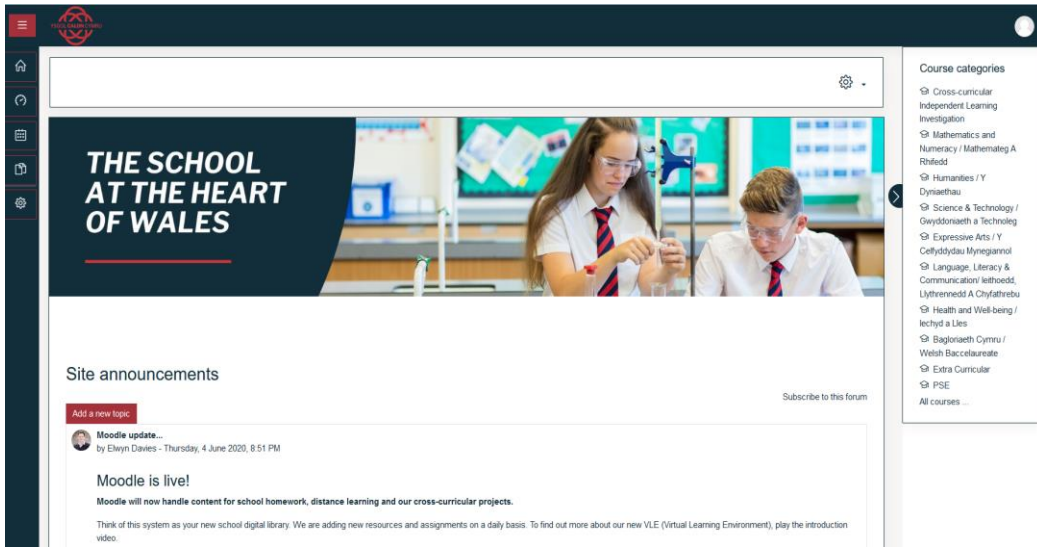 YSGOL CALON CYMRU
THE SCHOOL
AT THE HEART
OF WALES
Site announcements
Subscribe to this forum
Add a new topic
Moodle update...
by Elwyn Davies - Thursday, 4 June 2020, 8:51 PM
Moodle is live!
Moodle will now handle content for school homework, distance learning and our cross-curricular projects.
Think of this system as your new school digital library. We are adding new resources and assignments on a daily basis. To find out more about our new VLE (Virtual Learning Environment), play the introduction
video.
Course categories
Cross-curricular
Independent Learning
Investigation
Mathematics and
Numeracy / Mathemateg A
Rhifedd
Humanities / Y
Dyniaethau
Science & Technology /
Gwyddoniaeth a Technoleg
Expressive Arts / Y
Celfyddydau Mynegiannol
Language, Literacy &
Communication/ Ieithoedd,
Llythrennedd A Chyfathrebu
Health and Well-being /
Iechyd a Lles
Bagloriaeth Cymru /
Welsh Baccelaureate
Extra Curricular
PSE
All courses ...